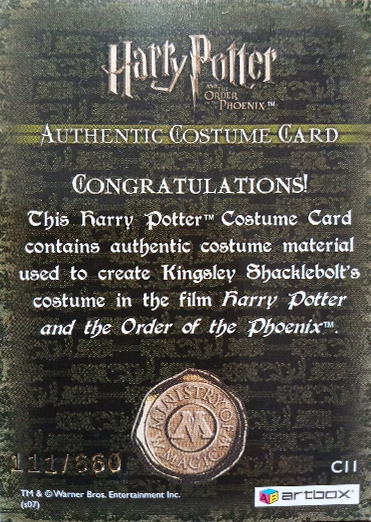 Harry Potter
AND THE
ORDER
OF THE
PHOENIX™
AUTHENTIC COSTUME CARD
CONGRATULATIONS!
This Harry Potter™ Costume Card
contains authentic costume material
used to create Kingsley Shacklebolt's
costume in the film Harry Potter
and the Order of the Phoenix™.
MINISTRY OF
MAGIC
M
111/860
C11
TM & © Warner Bros. Entertainment Inc.
(s07)
artbox